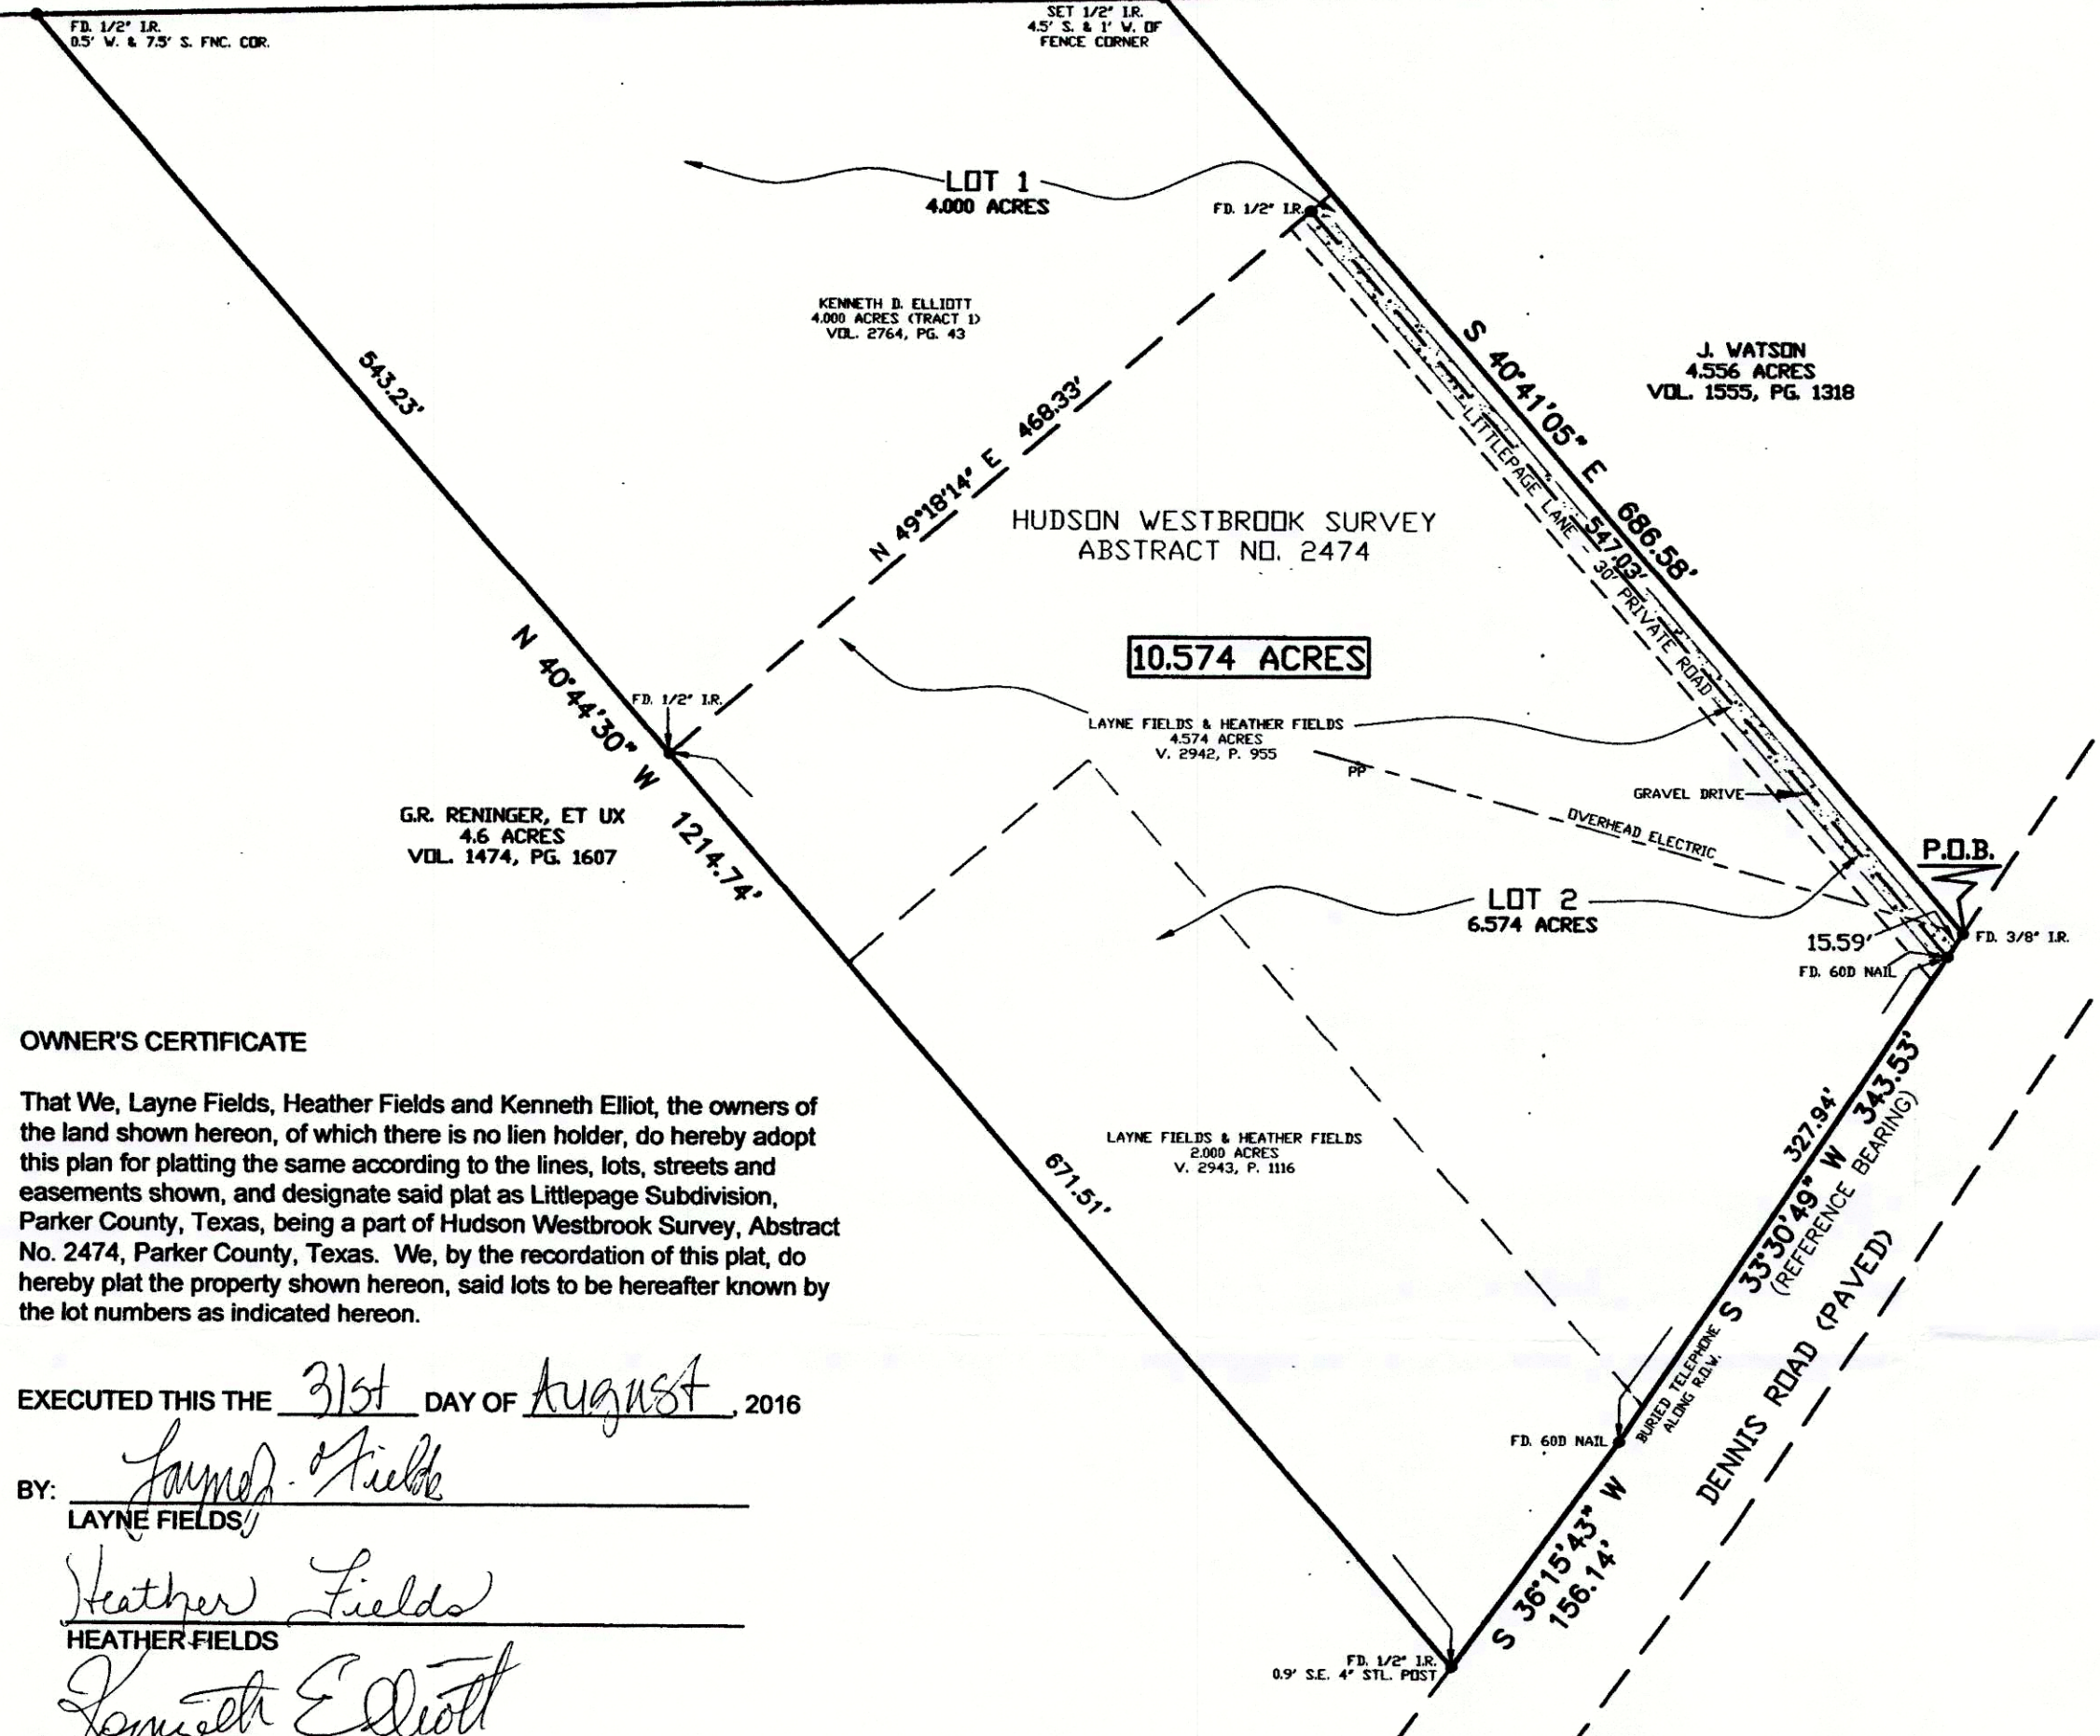 FD. 1/2" I.R.
0.5' W. & 7.5' S. FNC. COR.
SET 1/2" I.R.
4.5' S. & 1' W. OF
FENCE CORNER
LOT 1
4.000 ACRES
FD. 1/2" I.R.
KENNETH D. ELLIOTT
4.000 ACRES (TRACT 1)
VOL. 2764, PG. 43
543.23'
S 40°41'05" E 686.58'
J. WATSON
4.556 ACRES
VOL. 1555, PG. 1318
N 49°18'14" E 468.33'
LITTLEPAGE LANE - 30' PRIVATE ROAD
547.03'
HUDSON WESTBROOK SURVEY
ABSTRACT NO. 2474
10.574 ACRES
N 40°44'30" W 1214.74'
FD. 1/2" I.R.
LAYNE FIELDS & HEATHER FIELDS
4.574 ACRES
V. 2942, P. 955
PP
GRAVEL DRIVE
OVERHEAD ELECTRIC
G.R. RENINGER, ET UX
4.6 ACRES
VOL. 1474, PG. 1607
P.O.B.
LOT 2
6.574 ACRES
15.59'
FD. 3/8" I.R.
FD. 60D NAIL
OWNER'S CERTIFICATE
That We, Layne Fields, Heather Fields and Kenneth Elliot, the owners of
the land shown hereon, of which there is no lien holder, do hereby adopt
this plan for platting the same according to the lines, lots, streets and
easements shown, and designate said plat as Littlepage Subdivision,
Parker County, Texas, being a part of Hudson Westbrook Survey, Abstract
No. 2474, Parker County, Texas. We, by the recordation of this plat, do
hereby plat the property shown hereon, said lots to be hereafter known by
the lot numbers as indicated hereon.
LAYNE FIELDS & HEATHER FIELDS
2.000 ACRES
V. 2943, P. 1116
671.51'
327.94'
S 33°30'49" W 343.53'
(REFERENCE BEARING)
BURIED TELEPHONE
ALONG R.O.W.
DENNIS ROAD (PAVED)
FD. 60D NAIL
S 36°15'43" W
156.14'
FD. 1/2" I.R.
0.9' S.E. 4" STL. POST
EXECUTED THIS THE 31st DAY OF August, 2016
BY: Layne J. Fields
LAYNE FIELDS
Heather Fields
HEATHER FIELDS
Kenneth Elliott